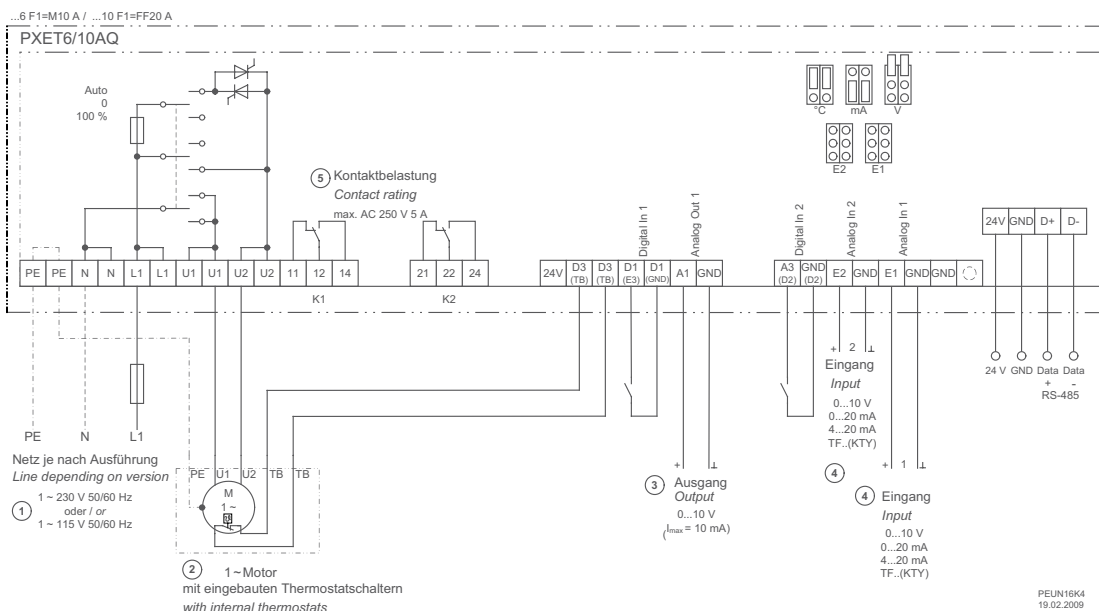 ...6 F1=M10 A / ...10 F1=FF20 A
PXET6/10AQ
Auto
0
100 %
°C mA V
E2 E1
5 Kontaktbelastung
Contact rating
max. AC 250 V 5 A
Digital In 1
Analog Out 1
Digital In 2
Analog In 2
Analog In 1
24V GND D+ D-
PE PE N N L1 L1 U1 U1 U2 U2 11 12 14
21 22 24
24V D3 (TB) D3 (TB) D1 (E3) D1 (GND) A1 GND
A3 (D2) GND (D2) E2 GND E1 GND GND
K1 K2
+ 2 ⊥
Eingang
Input
0...10 V
0...20 mA
4...20 mA
TF..(KTY)
4
24 V GND Data Data
+ -
RS-485
PE N L1
Netz je nach Ausführung
Line depending on version
1 1 ~ 230 V 50/60 Hz
oder / or
1 ~ 115 V 50/60 Hz
PE U1 U2 TB TB
M
1 ~
2 1~Motor
mit eingebauten Thermostatschaltern
with internal thermostats
+ ⊥
3 Ausgang
Output
0...10 V
(Imax = 10 mA)
+ 1 ⊥
4 Eingang
Input
0...10 V
0...20 mA
4...20 mA
TF..(KTY)
PEUN16K4
19.02.2009